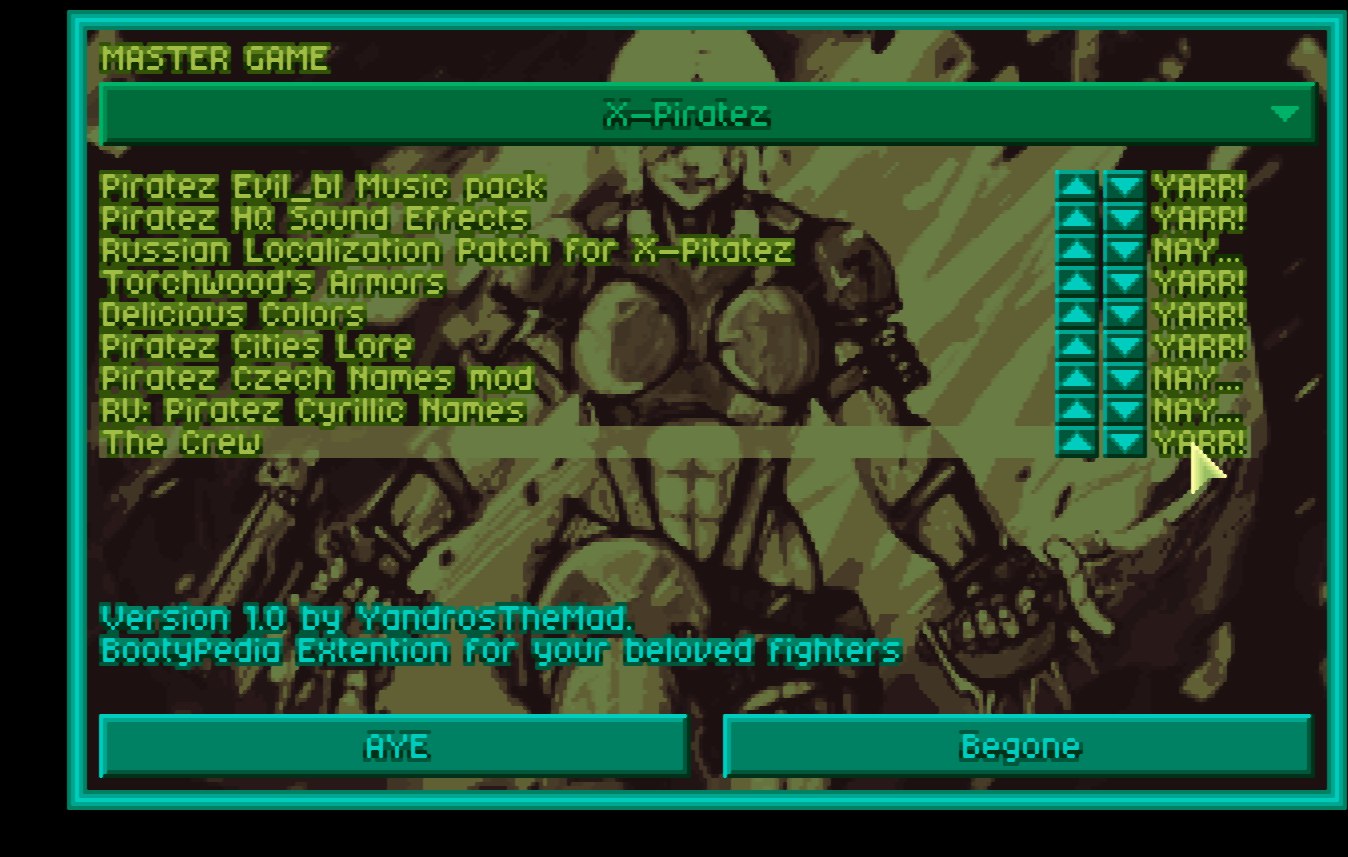 MASTER GAME
X-Piratez
Piratez Evil_bl Music pack YARR!
Piratez HQ Sound Effects YARR!
Russian Localization Patch for X-Pitatez NAY...
Torchwood's Armors YARR!
Delicious Colors YARR!
Piratez Cities Lore YARR!
Piratez Czech Names mod NAY...
RU: Piratez Cyrillic Names NAY...
The Crew YARR!
Version 1.0 by YandrosTheMad.
BootyPedia Extention for your beloved fighters
AYE Begone